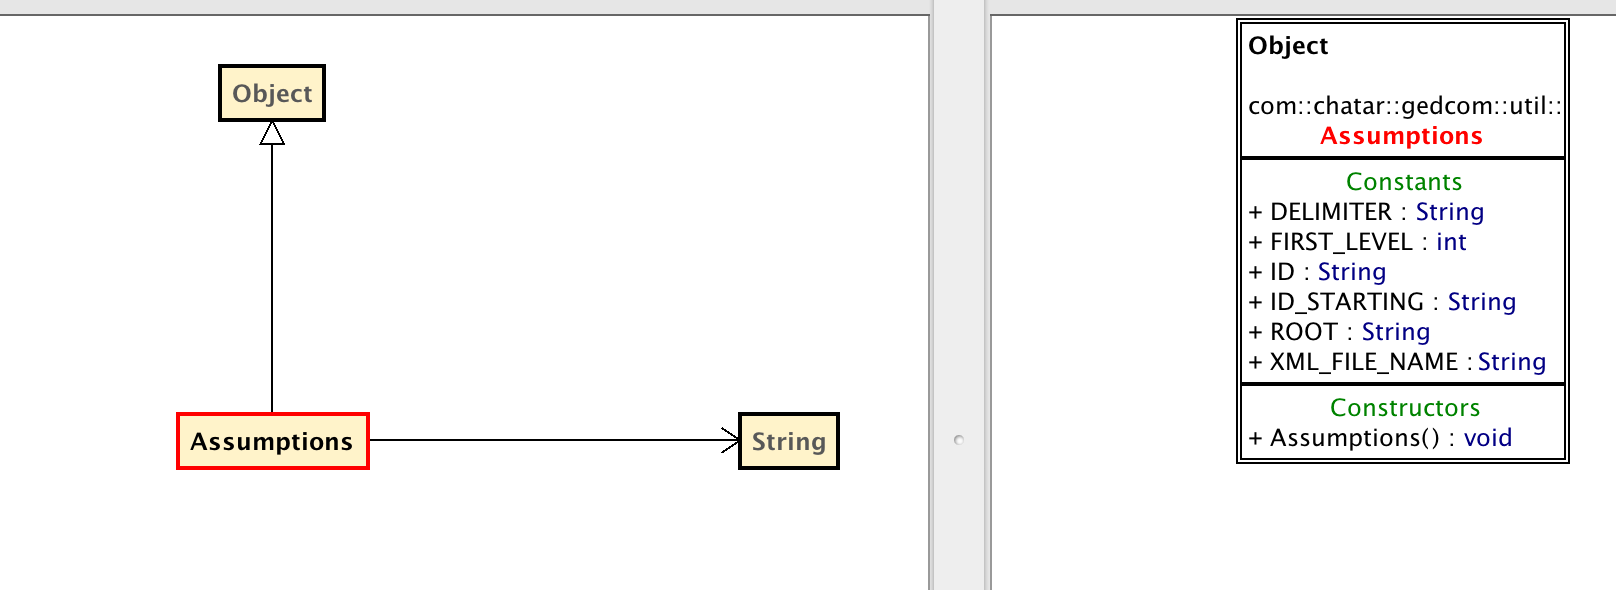 Object
Assumptions
String
Object
com::chatar::gedcom::util::
Assumptions
Constants
+ DELIMITER : String
+ FIRST_LEVEL : int
+ ID : String
+ ID_STARTING : String
+ ROOT : String
+ XML_FILE_NAME : String
Constructors
+ Assumptions() : void